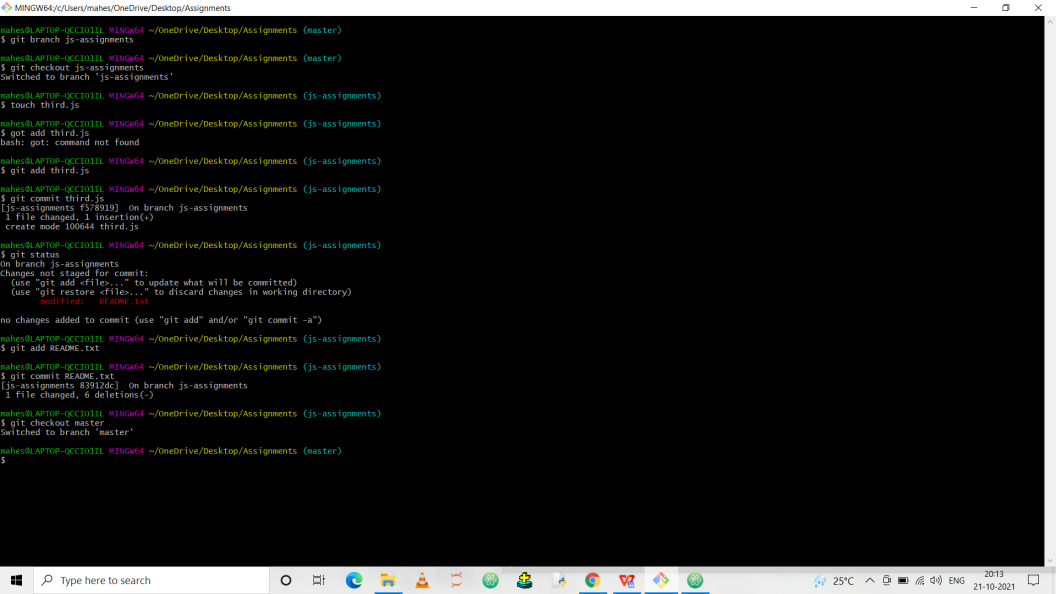 MINGW64:/c/Users/mahes/OneDrive/Desktop/Assignments
mahes@LAPTOP-QCCIO1IL MINGW64 ~/OneDrive/Desktop/Assignments (master)
$ git branch js-assignments
mahes@LAPTOP-QCCIO1IL MINGW64 ~/OneDrive/Desktop/Assignments (master)
$ git checkout js-assignments
Switched to branch 'js-assignments'
mahes@LAPTOP-QCCIO1IL MINGW64 ~/OneDrive/Desktop/Assignments (js-assignments)
$ touch third.js
mahes@LAPTOP-QCCIO1IL MINGW64 ~/OneDrive/Desktop/Assignments (js-assignments)
$ got add third.js
bash: got: command not found
mahes@LAPTOP-QCCIO1IL MINGW64 ~/OneDrive/Desktop/Assignments (js-assignments)
$ git add third.js
mahes@LAPTOP-QCCIO1IL MINGW64 ~/OneDrive/Desktop/Assignments (js-assignments)
$ git commit third.js
[js-assignments f578919]  On branch js-assignments
 1 file changed, 1 insertion(+)
 create mode 100644 third.js
mahes@LAPTOP-QCCIO1IL MINGW64 ~/OneDrive/Desktop/Assignments (js-assignments)
$ git status
On branch js-assignments
Changes not staged for commit:
  (use "git add <file>..." to update what will be committed)
  (use "git restore <file>..." to discard changes in working directory)
        modified:   README.txt
no changes added to commit (use "git add" and/or "git commit -a")
mahes@LAPTOP-QCCIO1IL MINGW64 ~/OneDrive/Desktop/Assignments (js-assignments)
$ git add README.txt
mahes@LAPTOP-QCCIO1IL MINGW64 ~/OneDrive/Desktop/Assignments (js-assignments)
$ git commit README.txt
[js-assignments 83912dc]  On branch js-assignments
 1 file changed, 6 deletions(-)
mahes@LAPTOP-QCCIO1IL MINGW64 ~/OneDrive/Desktop/Assignments (js-assignments)
$ git checkout master
Switched to branch 'master'
mahes@LAPTOP-QCCIO1IL MINGW64 ~/OneDrive/Desktop/Assignments (master)
$
Type here to search
25°C
ENG
20:13
21-10-2021